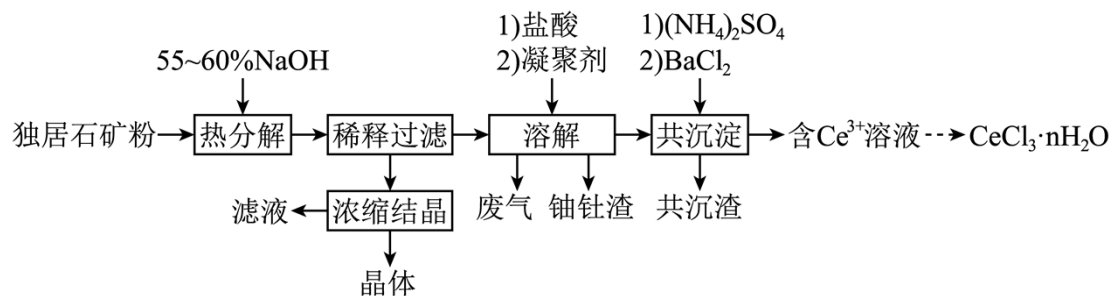 1)盐酸
2)凝聚剂
1)(NH₄)₂SO₄
2)BaCl₂
55~60%NaOH
独居石矿粉
热分解
稀释过滤
溶解
共沉淀
含Ce³⁺溶液
CeCl₃·nH₂O
滤液
浓缩结晶
废气
铀钍渣
共沉渣
晶体